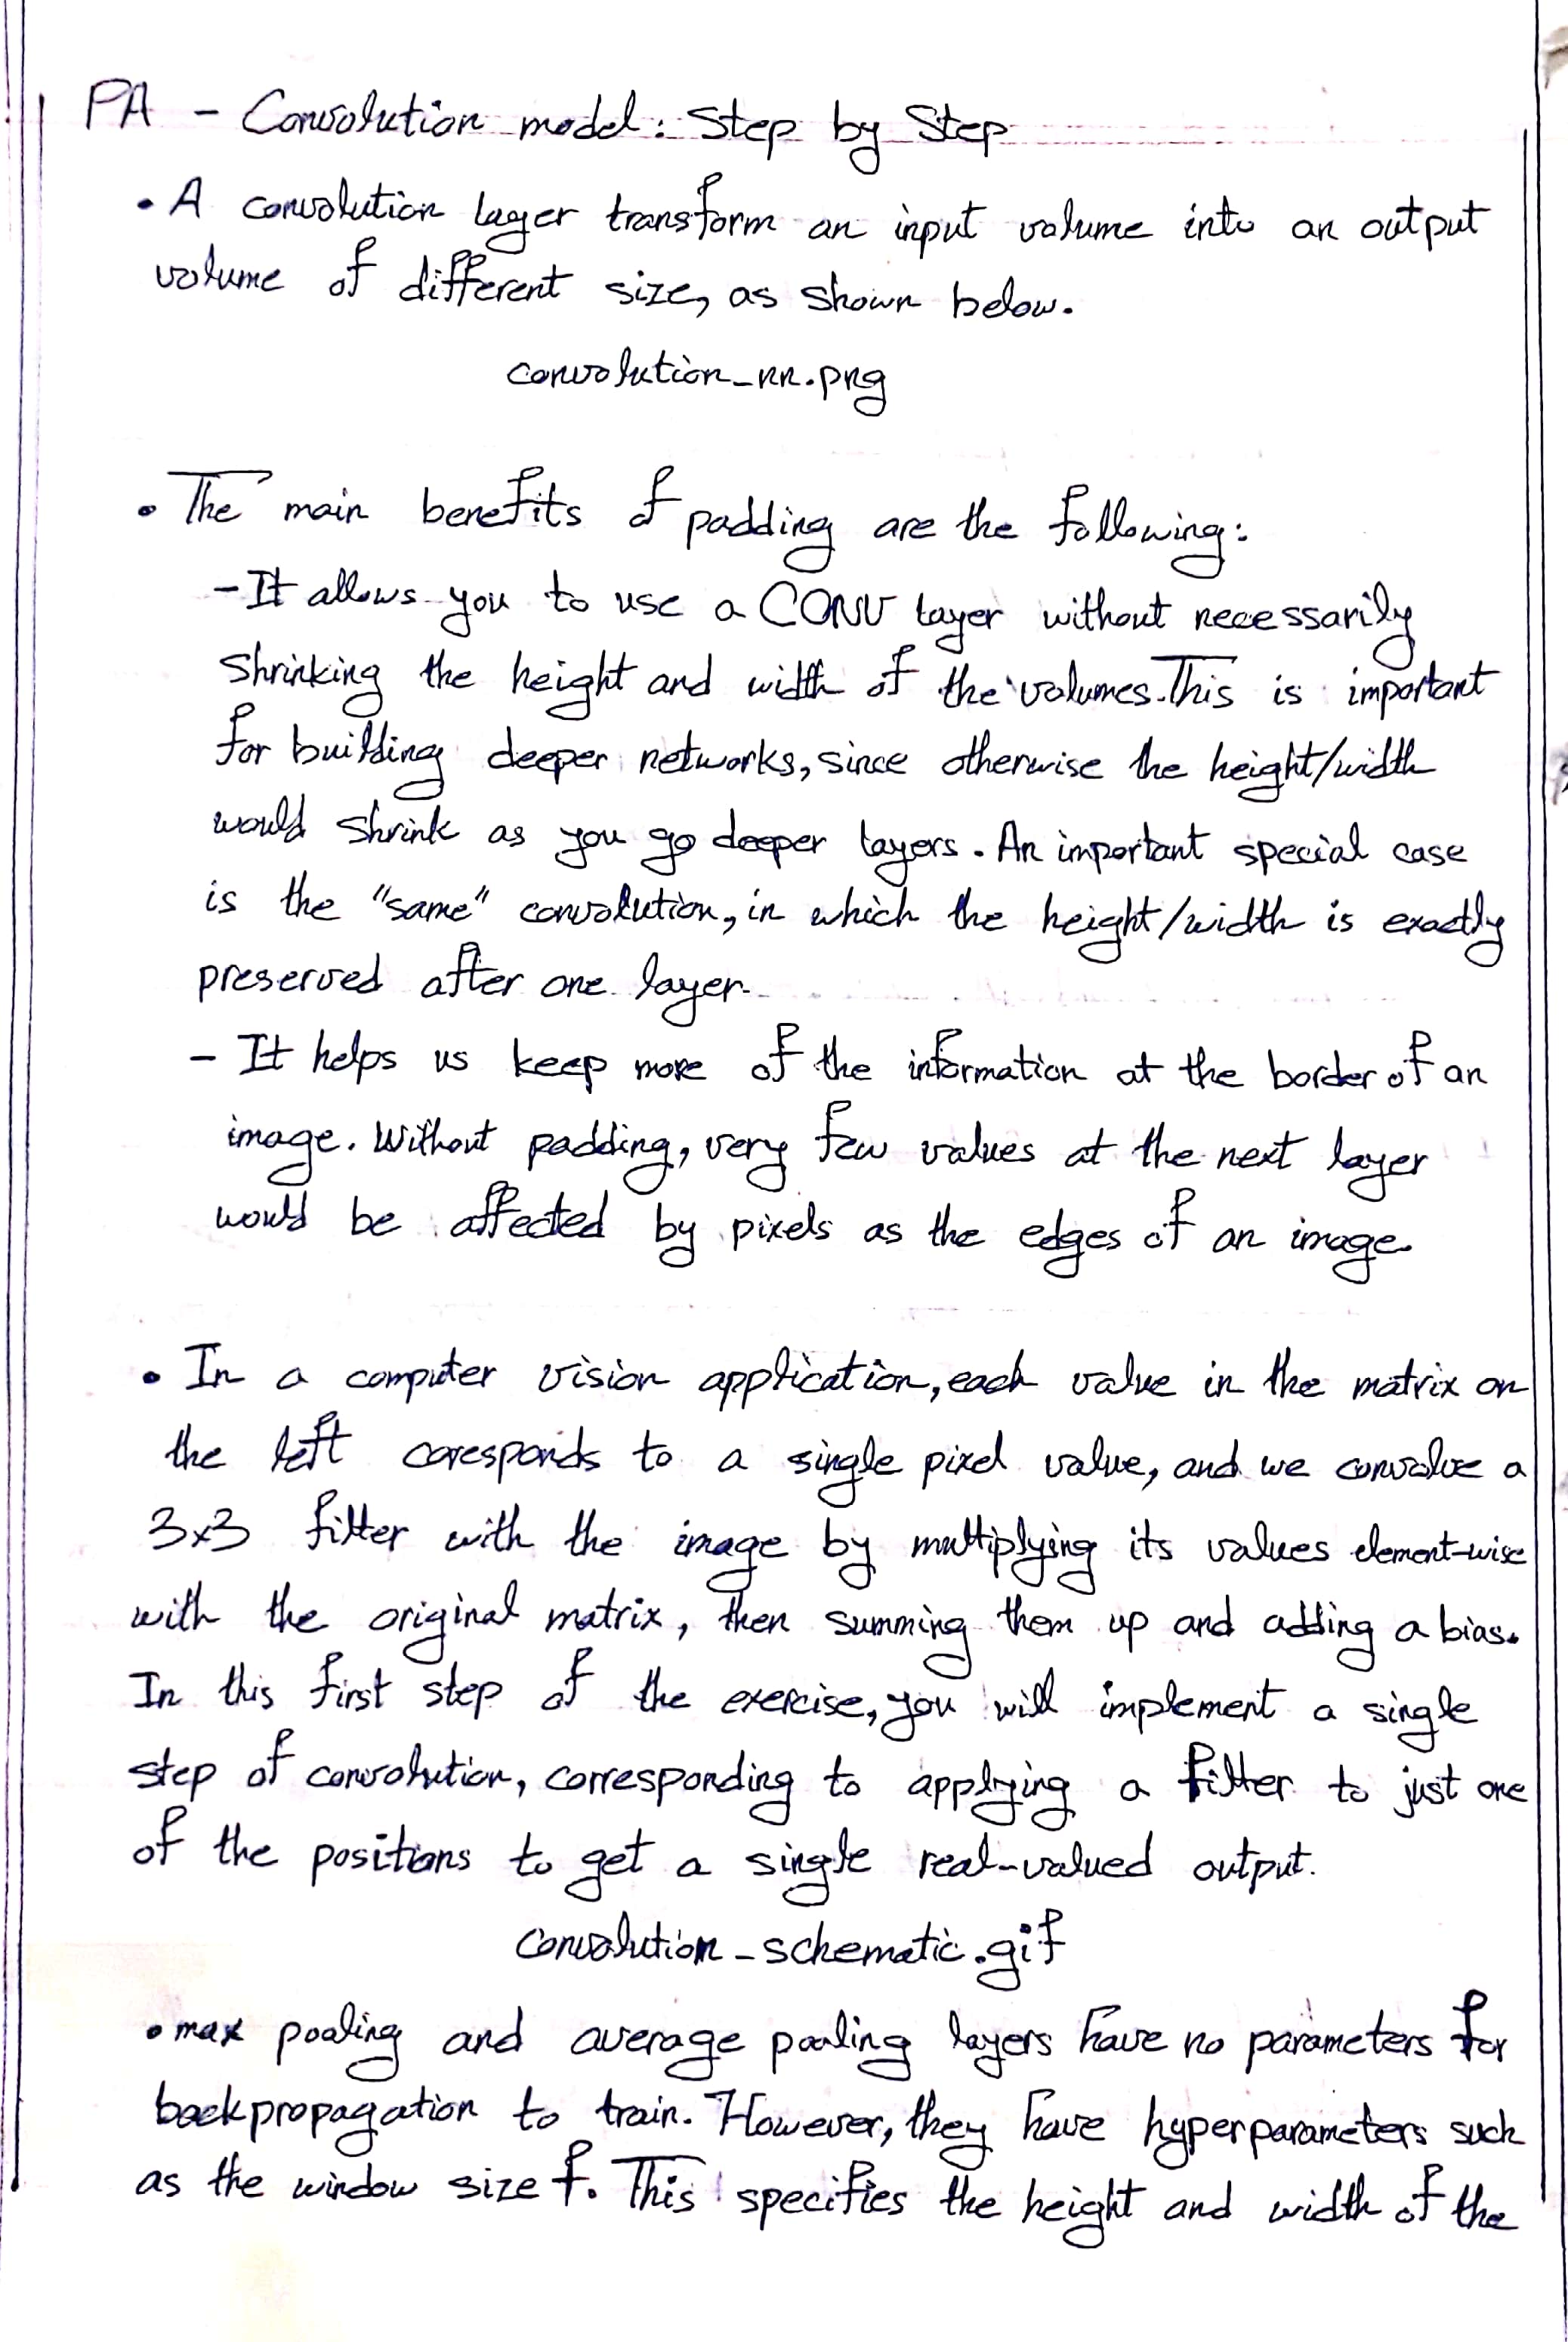 PA - Convolution model: Step by Step
• A convolution layer transform an input volume into an output
volume of different size, as shown below.
convolution_nn.png
• The main benefits of padding are the following:
- It allows you to use a CONV layer without necessarily
shrinking the height and width of the volumes. This is important
for building deeper networks, since otherwise the height/width
would shrink as you go deeper layers. An important special case
is the "same" convolution, in which the height/width is exactly
preserved after one layer.
- It helps us keep more of the information at the border of an
image. Without padding, very few values at the next layer
would be affected by pixels as the edges of an image.
• In a computer vision application, each value in the matrix on
the left coresponds to a single pixel value, and we convolve a
3x3 filter with the image by multiplying its values element-wise
with the original matrix, then summing them up and adding a bias.
In this first step of the exercise, you will implement a single
step of convolution, corresponding to applying a filter to just one
of the positions to get a single real-valued output.
convolution_schematic.gif
• max pooling and average pooling layers have no parameters for
backpropagation to train. However, they have hyperparameters such
as the window size f. This specifies the height and width of the